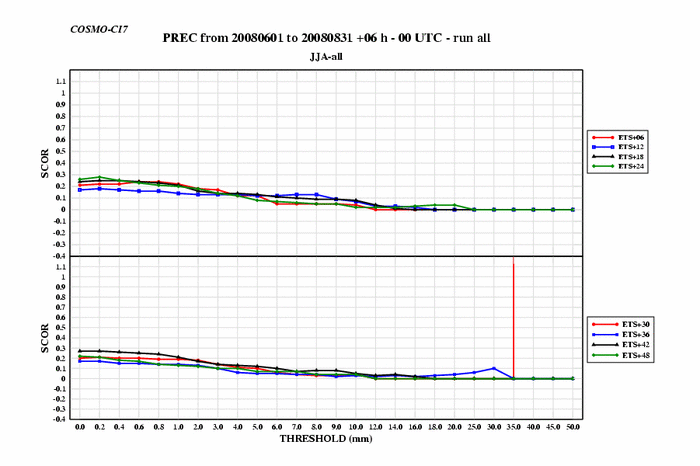 COSMO-C17
PREC from 20080601 to 20080831 +06 h - 00 UTC - run all
JJA-all
SCOR
1.1
1
0.9
0.8
0.7
0.6
0.5
0.4
0.3
0.2
0.1
0
-0.1
-0.2
-0.3
-0.4
ETS+06
ETS+12
ETS+18
ETS+24
SCOR
1.1
1
0.9
0.8
0.7
0.6
0.5
0.4
0.3
0.2
0.1
0
-0.1
-0.2
-0.3
-0.4
ETS+30
ETS+36
ETS+42
ETS+48
0.0 0.2 0.4 0.6 0.8 1.0 2.0 3.0 4.0 5.0 6.0 7.0 8.0 9.0 10.0 12.0 14.0 16.0 18.0 20.0 25.0 30.0 35.0 40.0 45.0 50.0
THRESHOLD (mm)